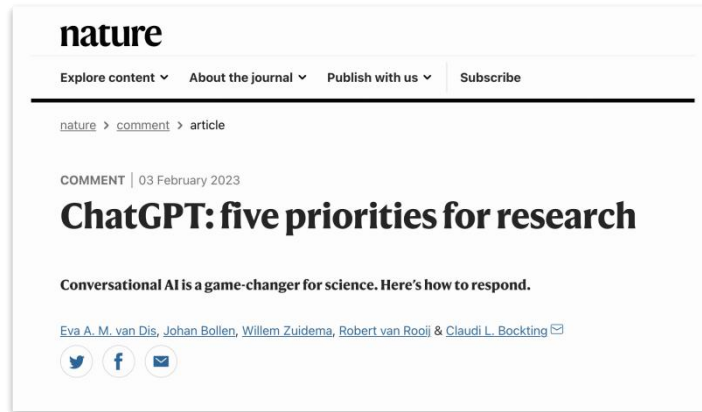 nature
Explore content About the journal Publish with us Subscribe
nature > comment > article
COMMENT | 03 February 2023
ChatGPT: five priorities for research
Conversational AI is a game-changer for science. Here's how to respond.
Eva A. M. van Dis, Johan Bollen, Willem Zuidema, Robert van Rooij & Claudi L. Bockting